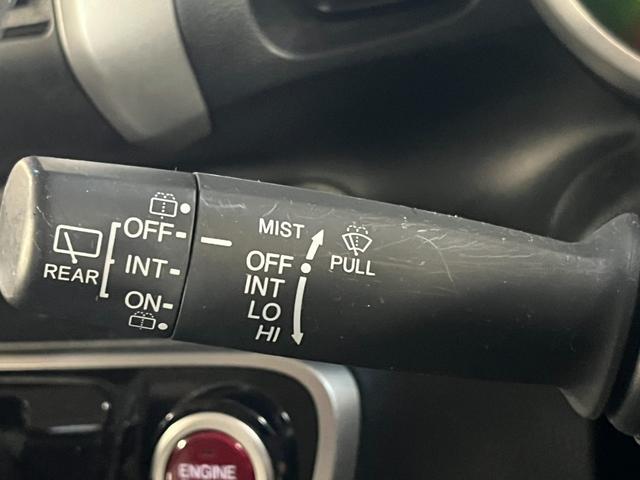 REAR
OFF
INT
ON
MIST
OFF
INT
LO
HI
PULL
ENGINE